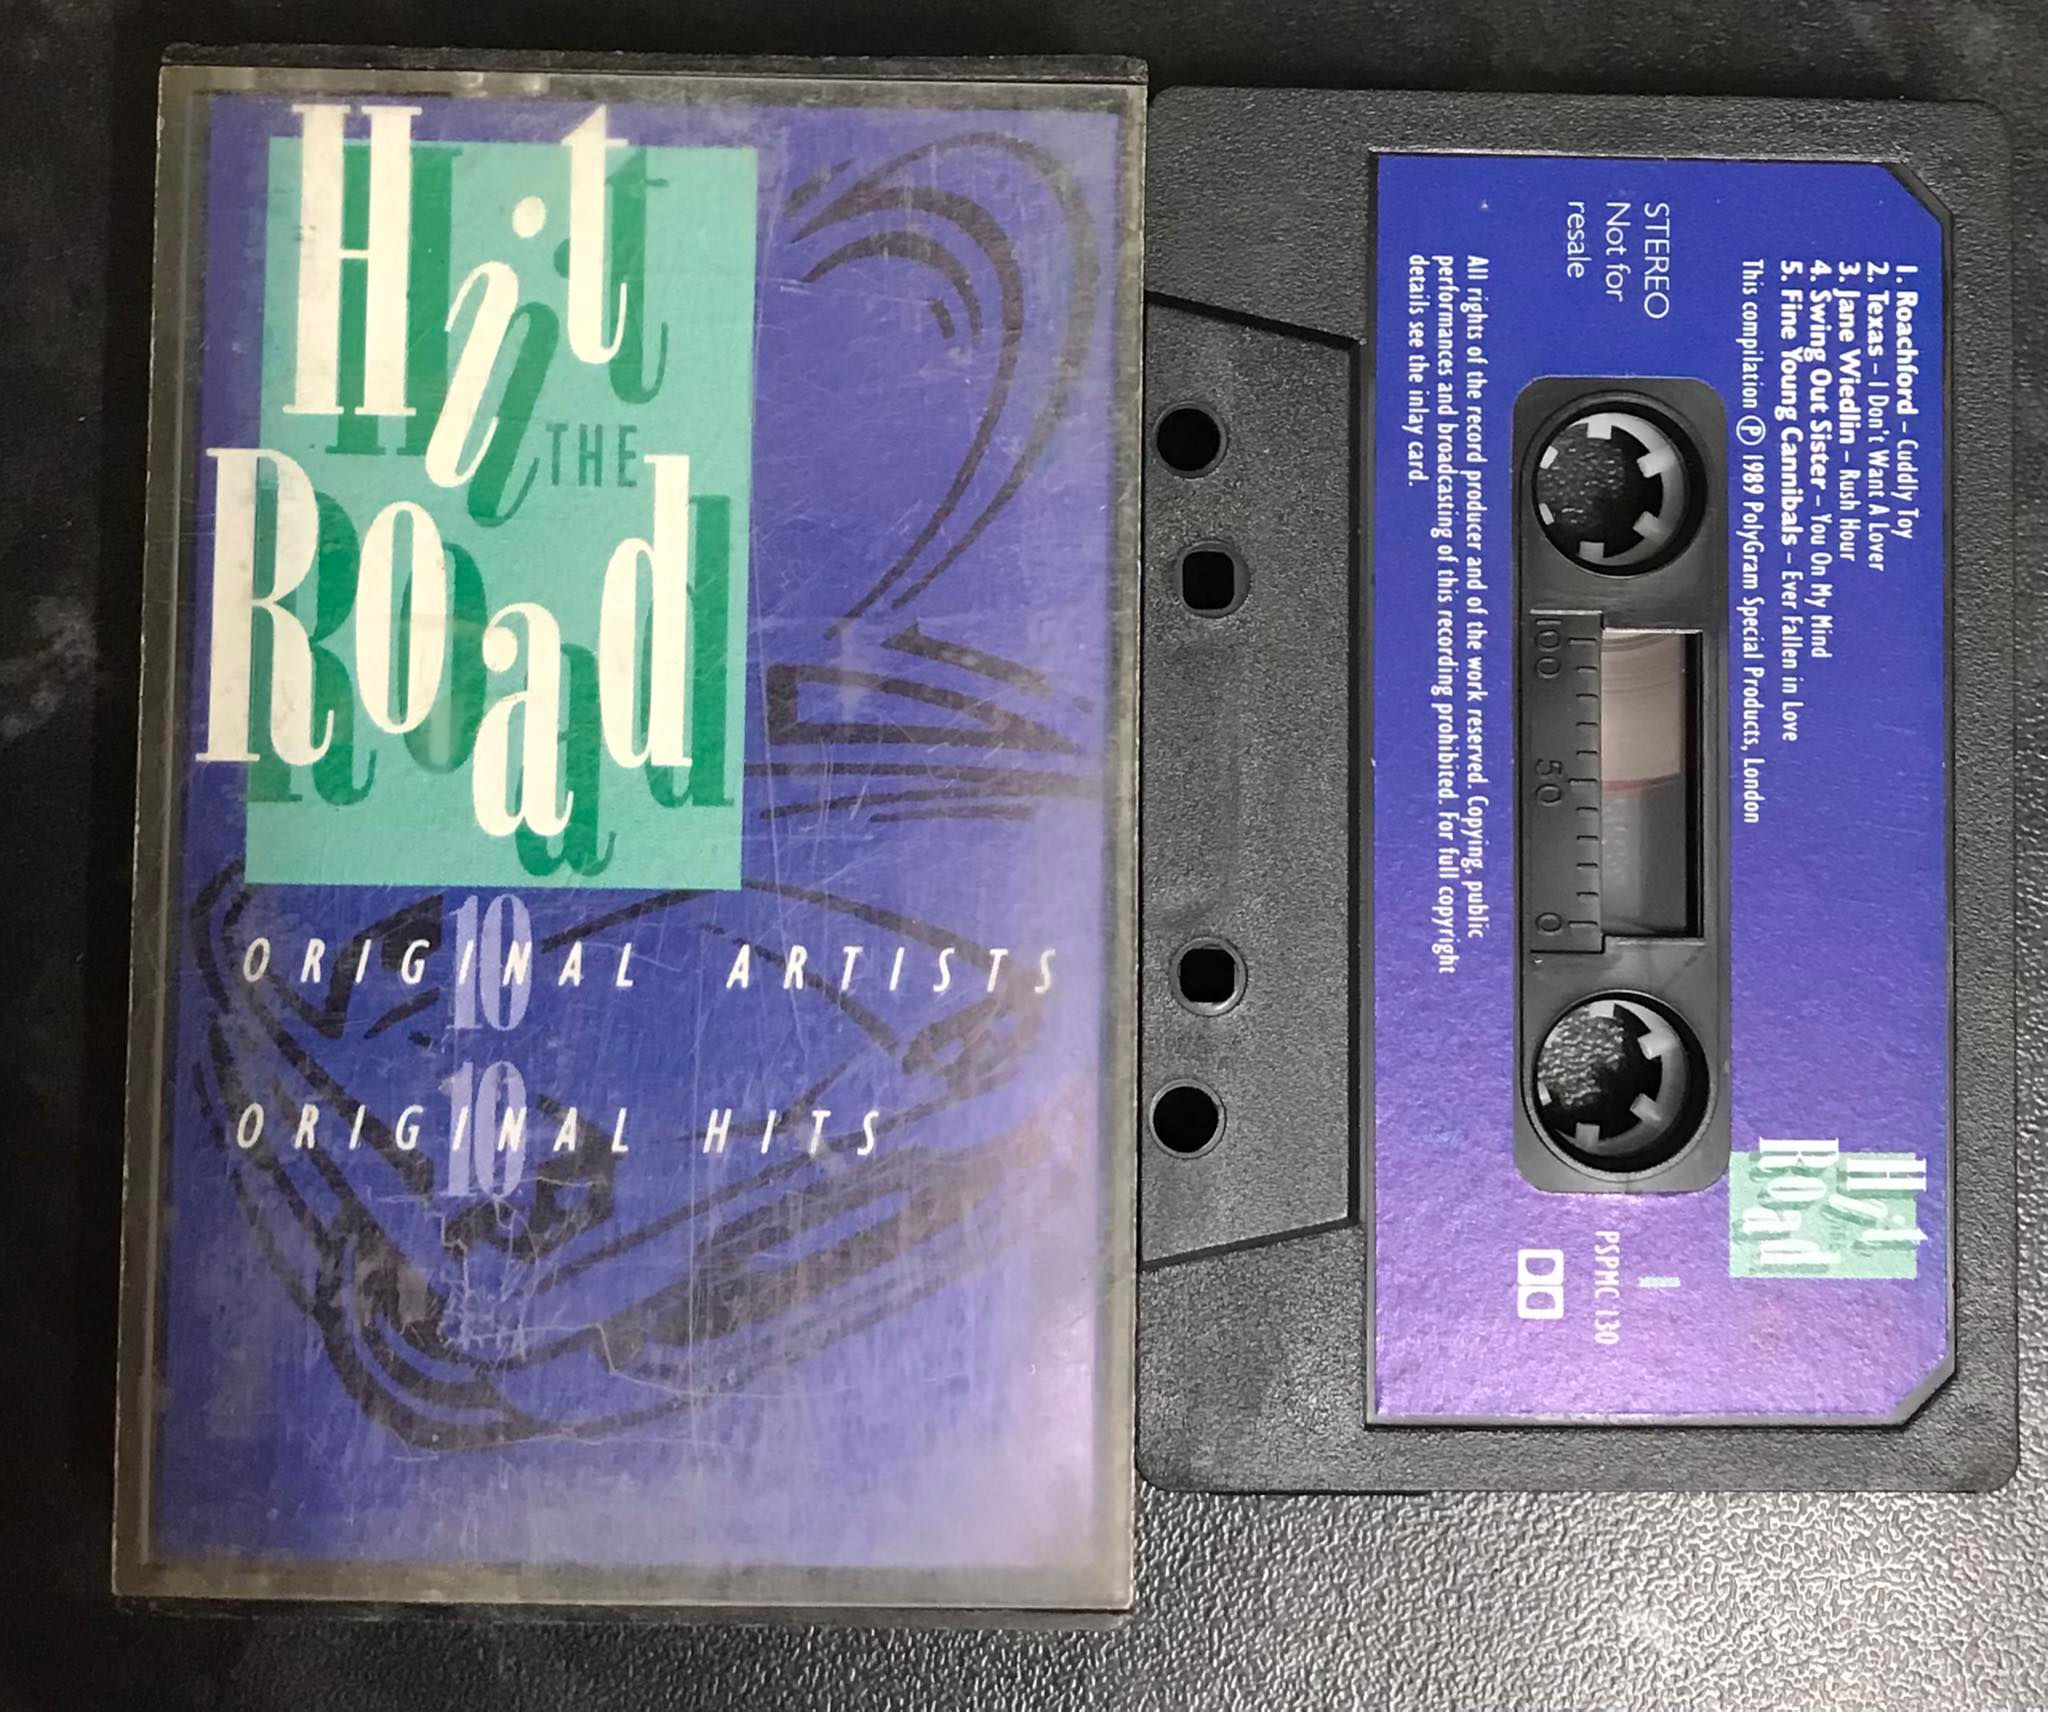 Hit
THE
Road
10
ORIGINAL ARTISTS
10
ORIGINAL HITS
1. Roachford – Cuddly Toy
2. Texas – I Don't Want A Lover
3. Jane Wiedlin – Rush Hour
4. Swing Out Sister – You On My Mind
5. Fine Young Cannibals – Ever Fallen in Love
This compilation ℗ 1989 PolyGram Special Products, London
Hit
Road
STEREO
Not for
resale
100 50 0
1
PSPMC 130
All rights of the record producer and of the work reserved. Copying, public
performances and broadcasting of this recording prohibited. For full copyright
details see the inlay card.